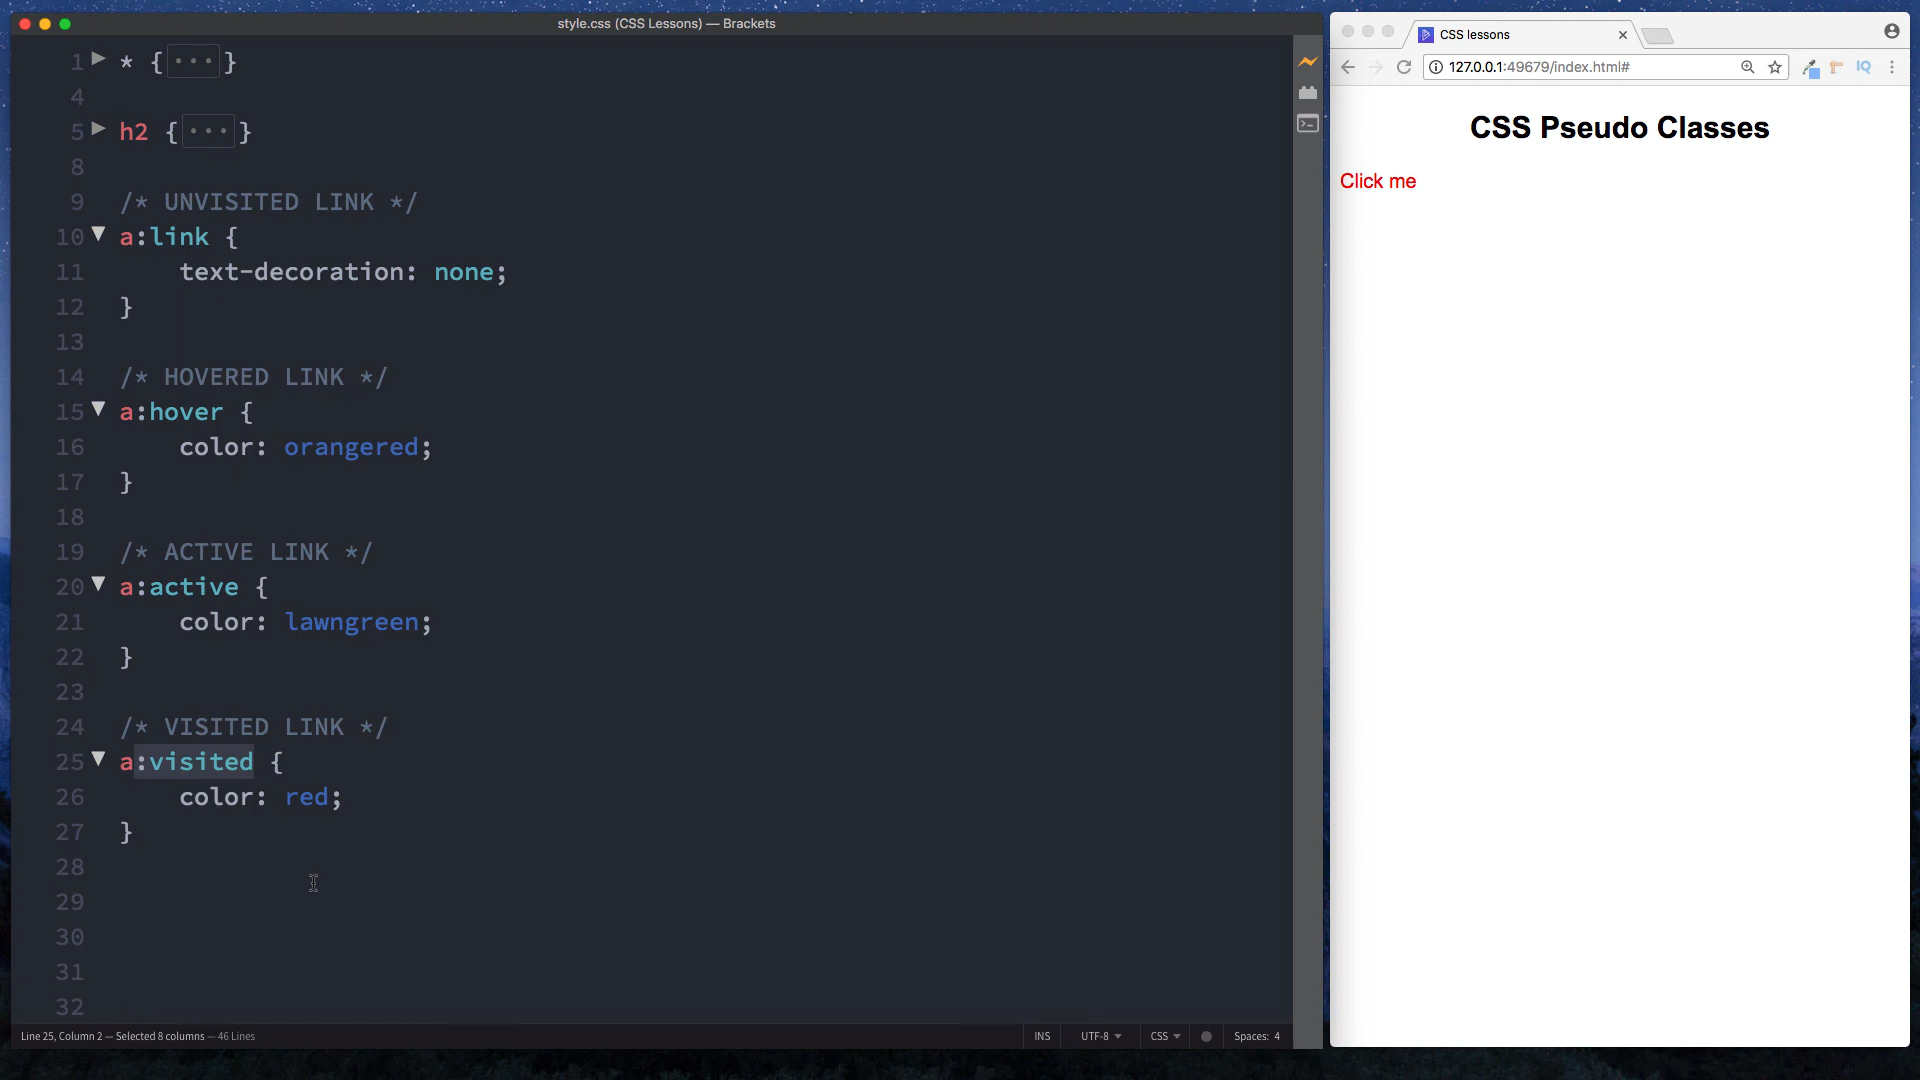 style.css (CSS Lessons) — Brackets
1 * {...}
4
5 h2 {...}
8
9 /* UNVISITED LINK */
10 a:link {
11 text-decoration: none;
12 }
13
14 /* HOVERED LINK */
15 a:hover {
16 color: orangered;
17 }
18
19 /* ACTIVE LINK */
20 a:active {
21 color: lawngreen;
22 }
23
24 /* VISITED LINK */
25 a:visited {
26 color: red;
27 }
28
29
30
31
32
Line 25, Column 2 — Selected 8 columns — 46 Lines
INS UTF-8 CSS Spaces: 4
CSS lessons
127.0.0.1:49679/index.html#
IQ
CSS Pseudo Classes
Click me